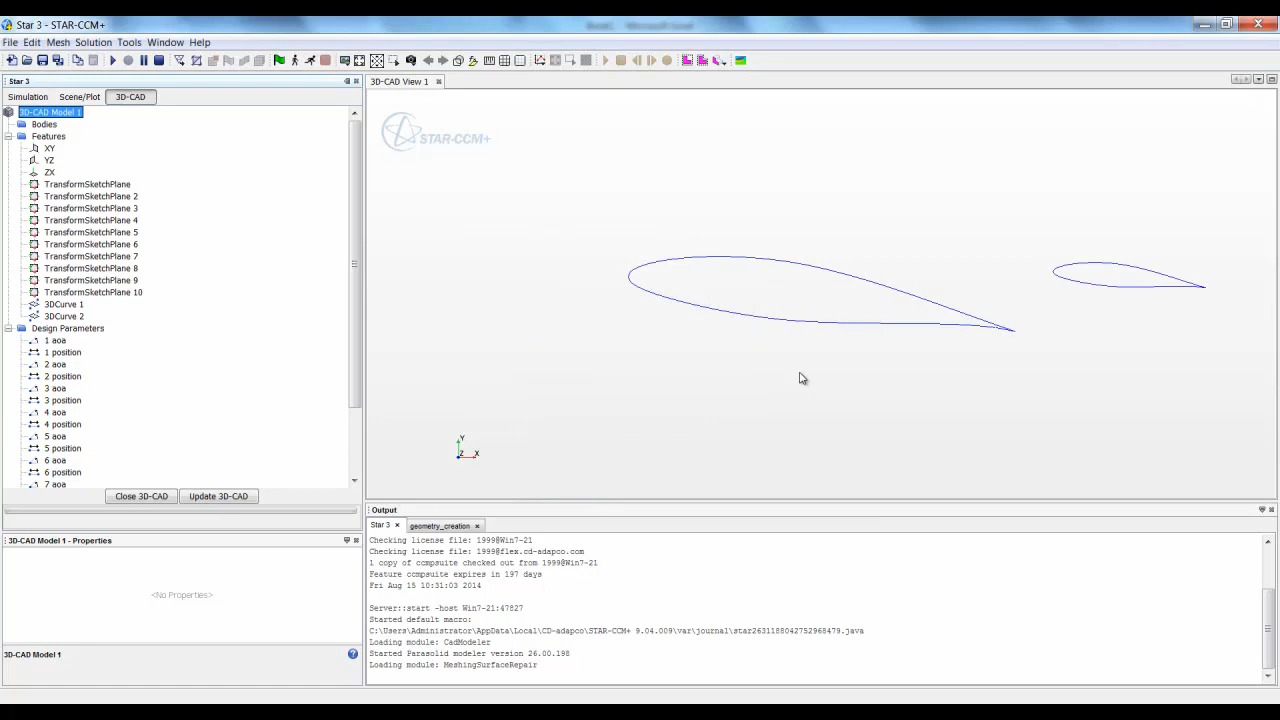 Star 3 - STAR-CCM+
File Edit Mesh Solution Tools Window Help
Star 3
Simulation Scene/Plot 3D-CAD
3D-CAD Model 1
Bodies
Features
XY
YZ
ZX
TransformSketchPlane
TransformSketchPlane 2
TransformSketchPlane 3
TransformSketchPlane 4
TransformSketchPlane 5
TransformSketchPlane 6
TransformSketchPlane 7
TransformSketchPlane 8
TransformSketchPlane 9
TransformSketchPlane 10
3DCurve 1
3DCurve 2
Design Parameters
1 aoa
1 position
2 aoa
2 position
3 aoa
3 position
4 aoa
4 position
5 aoa
5 position
6 aoa
6 position
7 aoa
Close 3D-CAD Update 3D-CAD
3D-CAD Model 1 - Properties
<No Properties>
3D-CAD Model 1
3D-CAD View 1
STAR-CCM+
Y
Z X
Output
Star 3 geometry_creation
Checking license file: 1999@Win7-21
Checking license file: 1999@flex.cd-adapco.com
1 copy of ccmpsuite checked out from 1999@Win7-21
Feature ccmpsuite expires in 197 days
Fri Aug 15 10:31:03 2014
Server::start -host Win7-21:47827
Started default macro:
C:\Users\Administrator\AppData\Local\CD-adapco\STAR-CCM+ 9.04.009\var\journal\star2631188042752968479.java
Loading module: CadModeler
Started Parasolid modeler version 26.00.198
Loading module: MeshingSurfaceRepair